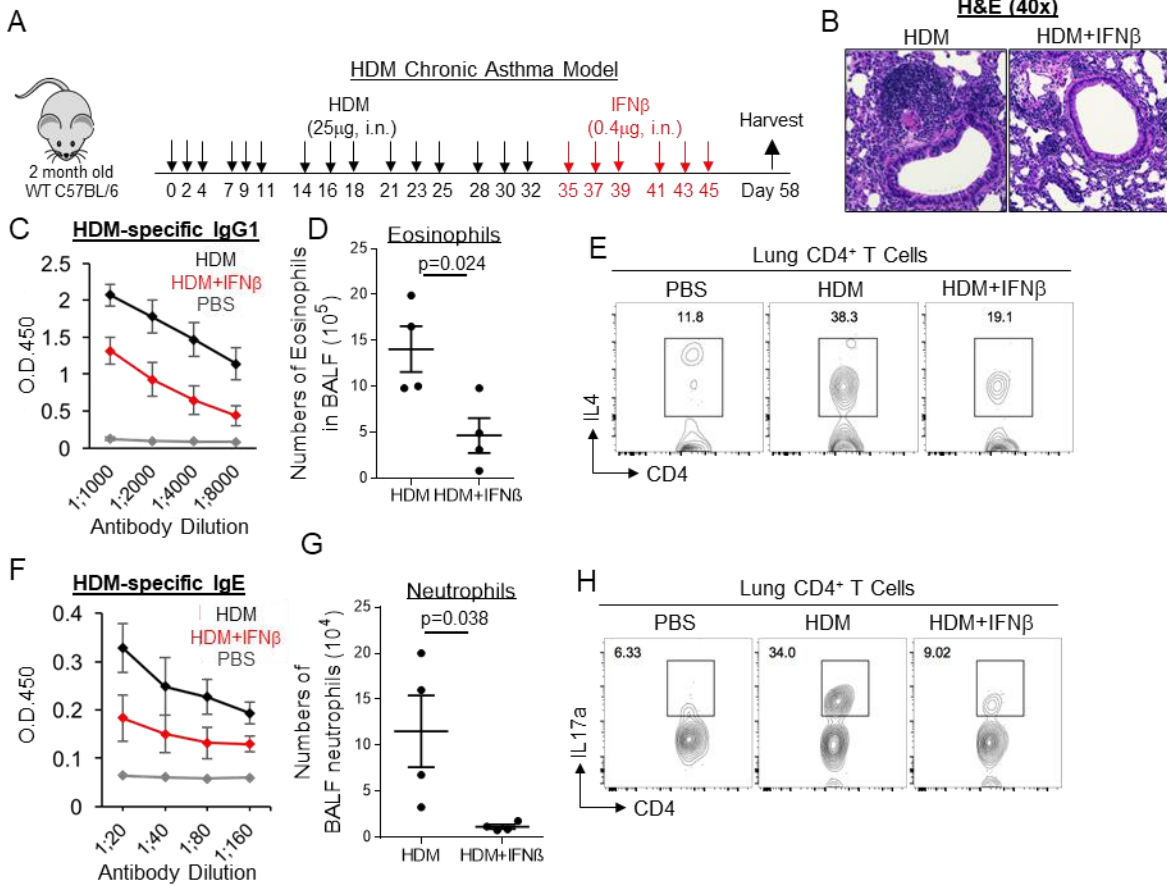 A
HDM Chronic Asthma Model
HDM
(25µg, i.n.)
IFNβ
(0.4µg, i.n.)
Harvest
2 month old
WT C57BL/6
0 2 4 7 9 11 14 16 18 21 23 25 28 30 32 35 37 39 41 43 45 Day 58
B
H&E (40x)
HDM HDM+IFNβ
C
HDM-specific IgG1
HDM
HDM+IFNβ
PBS
O.D.450
2.5
2
1.5
1
0.5
0
1;1000 1:2000 1:4000 1:8000
Antibody Dilution
D
Eosinophils
p=0.024
Numbers of Eosinophils
in BALF (10⁵)
25
20
15
10
5
0
HDM HDM+IFNß
E
Lung CD4⁺ T Cells
PBS HDM HDM+IFNβ
11.8 38.3 19.1
IL4
CD4
F
HDM-specific IgE
HDM
HDM+IFNβ
PBS
O.D.450
0.4
0.3
0.2
0.1
0
1:20 1:40 1:80 1:160
Antibody Dilution
G
Neutrophils
p=0.038
Numbers of
BALF neutrophils (10⁴)
25
20
15
10
5
0
HDM HDM+IFNß
H
Lung CD4⁺ T Cells
PBS HDM HDM+IFNβ
6.33 34.0 9.02
IL17a
CD4